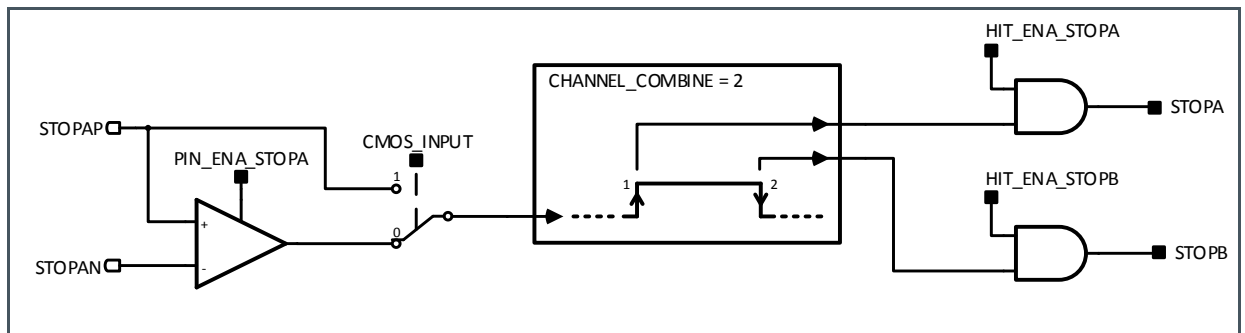 HIT_ENA_STOPA
CHANNEL_COMBINE = 2
STOPA
STOPAP
CMOS_INPUT
PIN_ENA_STOPA
1
1
2
HIT_ENA_STOPB
+
0
-
STOPAN
STOPB